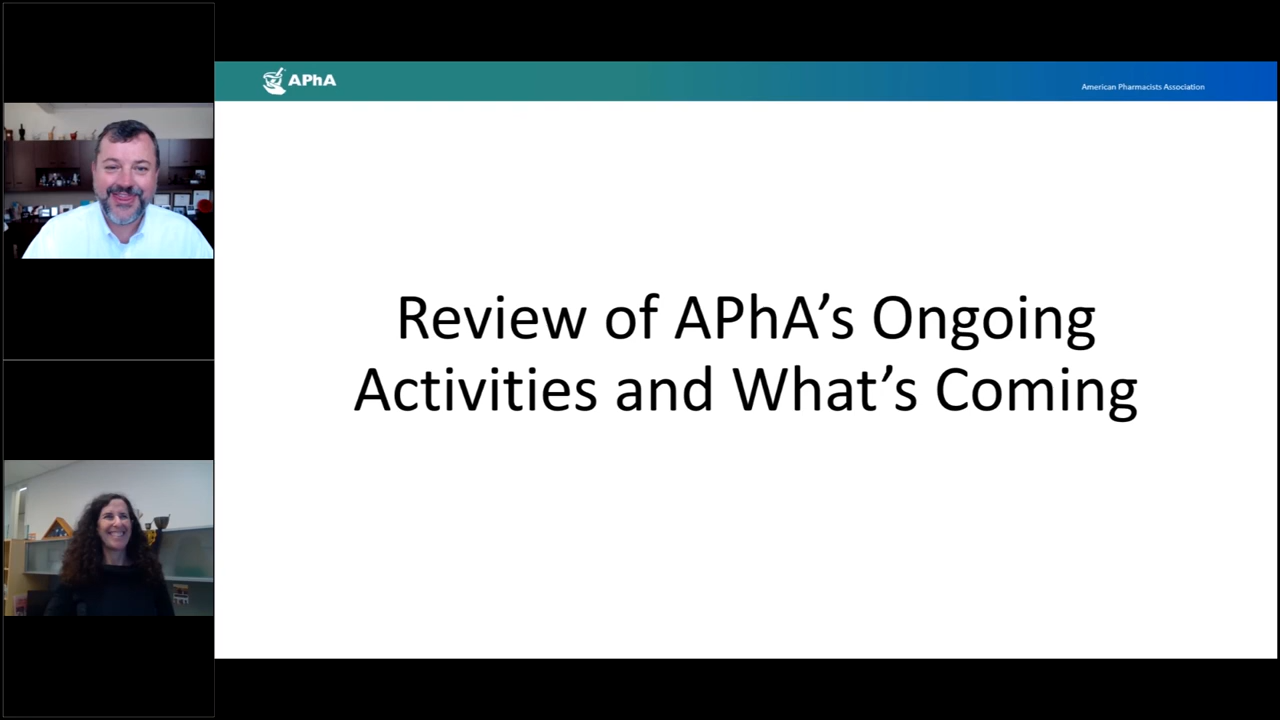 APhA
American Pharmacists Association
Review of APhA’s Ongoing
Activities and What’s Coming